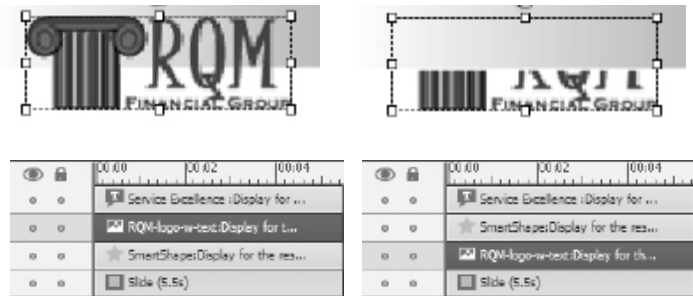 RQM
FINANCIAL GROUP
RQM
FINANCIAL GROUP
00:00 00:02 00:04
Service Excellence :Display for ...
RQM-logo-w-text:Display for t...
SmartShape:Display for the res...
Slide (5.5s)
00:00 00:02 00:04
Service Excellence :Display for ...
SmartShape:Display for the res...
RQM-logo-w-text:Display for th...
Slide (5.5s)